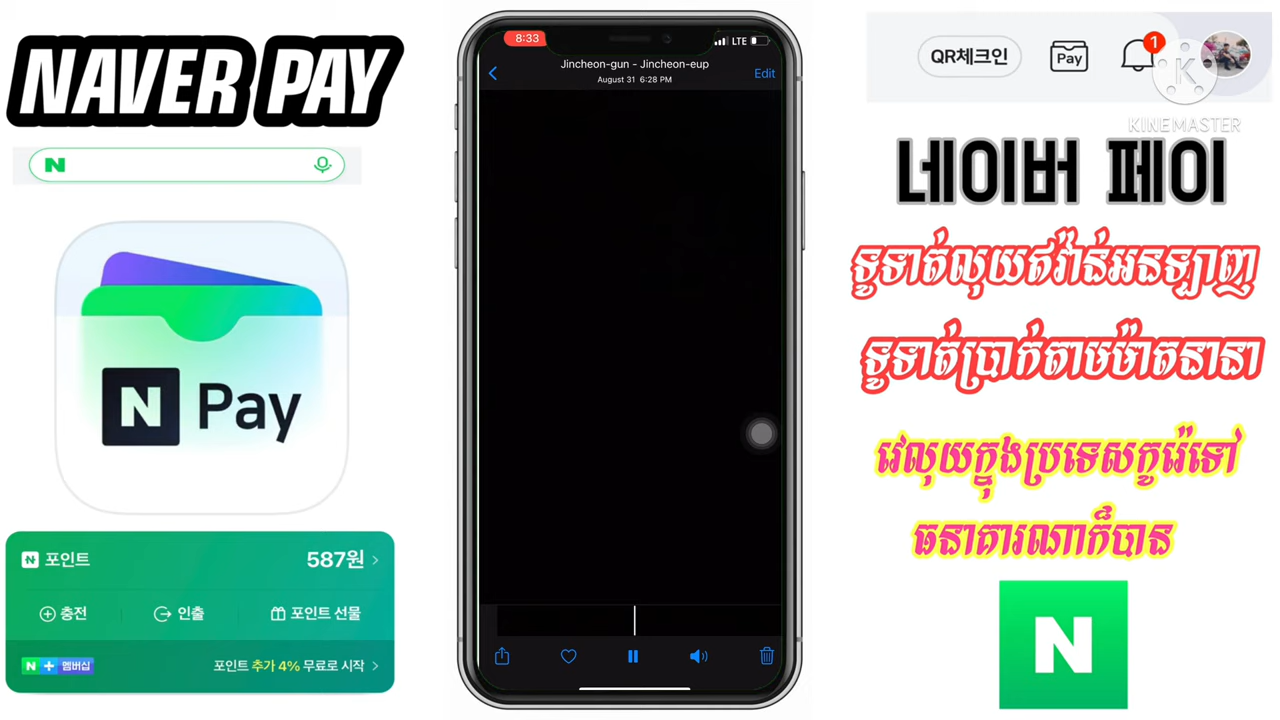 NAVER PAY
N
N Pay
N 포인트 587원 >
충전 인출 포인트 선물
N + 멤버십 포인트 추가 4% 무료로 시작 >
8:33 LTE
Jincheon-gun - Jincheon-eup
August 31 6:28 PM
Edit
QR체크인 Pay 1
K
KINEMASTER
네이버 페이
ទូទាត់លុយឥវ៉ាន់អនឡាញ
ទូទាត់ប្រាក់តាមម៉ាតនានា
វេលុយក្នុងប្រទេសកូរ៉េទៅ
ធនាគារណាក៏បាន
N